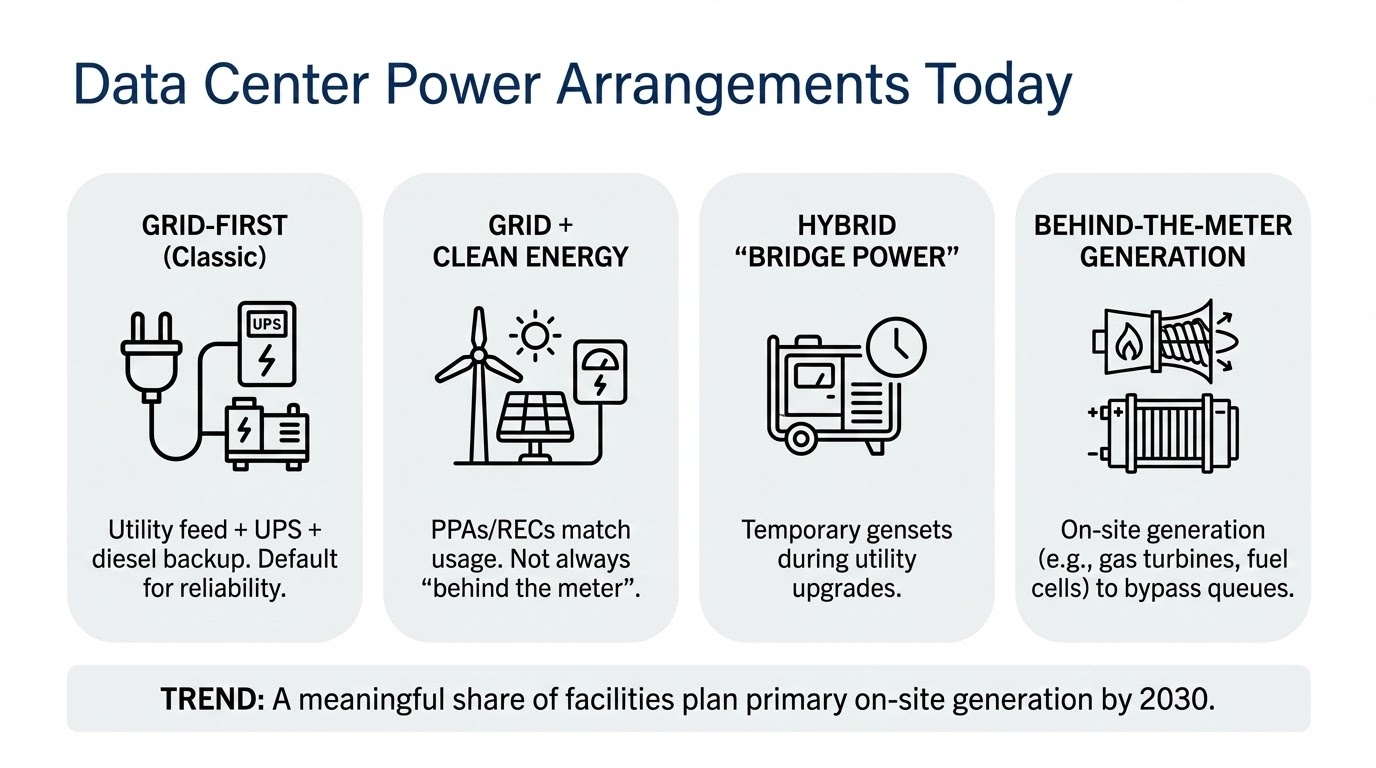 Data Center Power Arrangements Today
GRID-FIRST
(Classic)
UPS
Utility feed + UPS +
diesel backup. Default
for reliability.
GRID +
CLEAN ENERGY
PPAs/RECs match
usage. Not always
“behind the meter”.
HYBRID
“BRIDGE POWER”
Temporary gensets
during utility
upgrades.
BEHIND-THE-METER
GENERATION
+ + -
-
On-site generation
(e.g., gas turbines, fuel
cells) to bypass queues.
TREND: A meaningful share of facilities plan primary on-site generation by 2030.